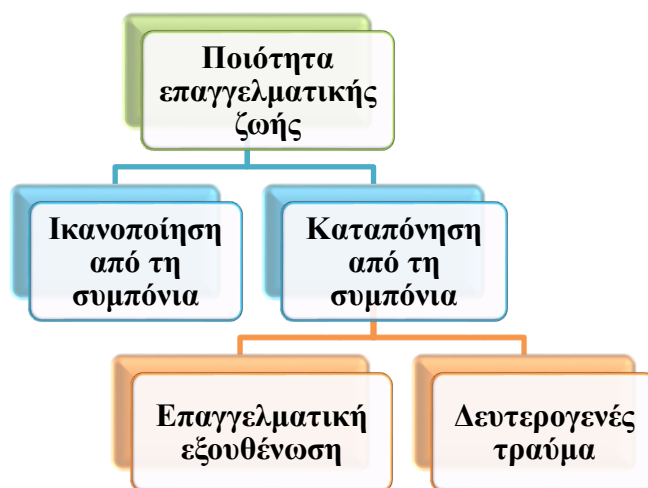 Ποιότητα
επαγγελματικής
ζωής
Ικανοποίηση
από τη
συμπόνια
Καταπόνηση
από τη
συμπόνια
Επαγγελματική
εξουθένωση
Δευτερογενές
τραύμα